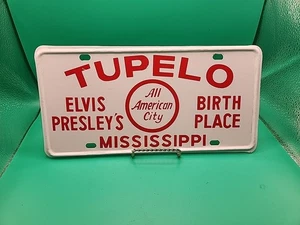 TUPELO
ELVIS PRESLEY'S
All American City
BIRTH PLACE
MISSISSIPPI